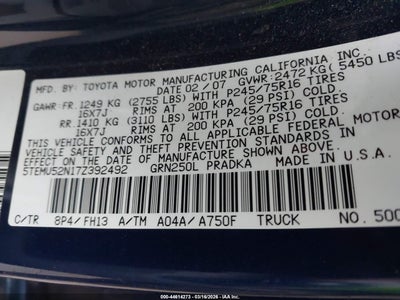 MFD. BY: TOYOTA MOTOR MANUFACTURING CALIFORNIA INC.
DATE 02 / 07 GVWR: 2472 KG ( 5450 LBS
GAWR: FR. 1249 KG (2755 LBS) WITH P245/75R16 TIRES
16X7J RIMS AT 200 KPA (29 PSI) COLD.
RR. 1410 KG (3110 LBS) WITH P245/75R16 TIRES
16X7J RIMS AT 200 KPA (29 PSI) COLD.
THIS VEHICLE CONFORMS TO ALL APPLICABLE FEDERAL MOTOR
VEHICLE SAFETY AND THEFT PREVENTION STANDARDS IN
EFFECT ON THE DATE OF MANUFACTURE SHOWN ABOVE.
5TEMU52N17Z392492 GRN250L PRADKA
C/TR 8P4/ FH13 A/TM A04A/ A750F TRUCK NO. 500
000-44614273 | 03/16/2026 | IAA, Inc.